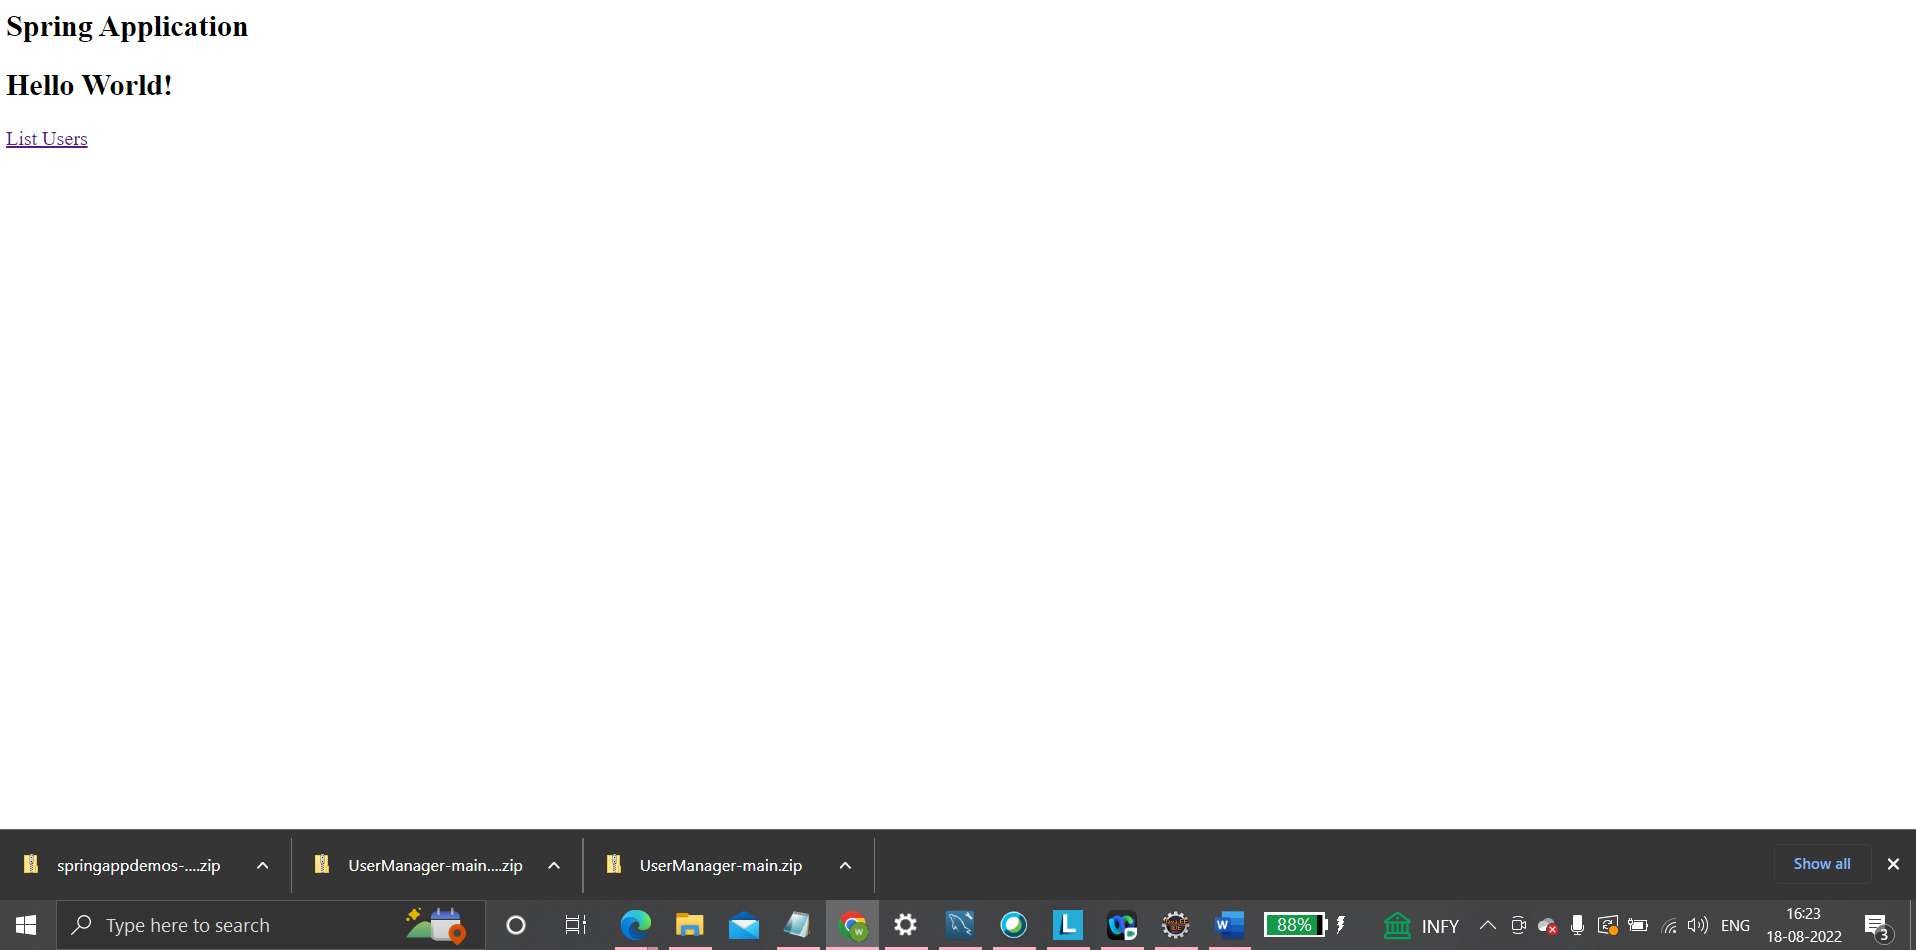 Spring Application
Hello World!
List Users
springappdemos-....zip
UserManager-main....zip
UserManager-main.zip
Show all
Type here to search
W
L
W
88%
INFY
ENG
16:23
18-08-2022
3